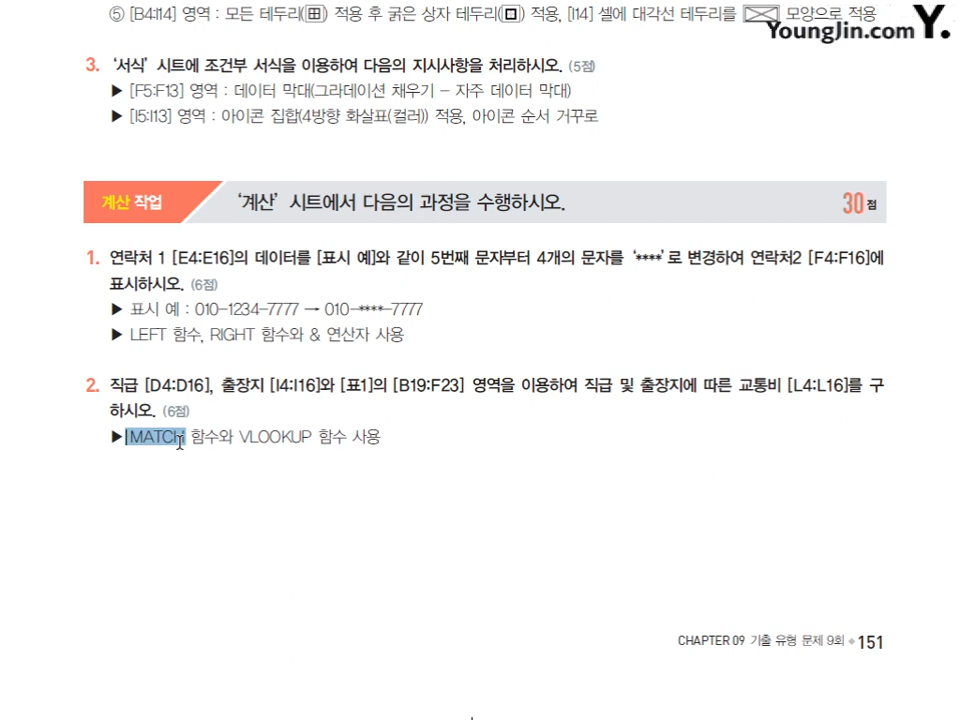 ⑤ [B4:I14] 영역 : 모든 테두리(田) 적용 후 굵은 상자 테두리(□) 적용, [I14] 셀에 대각선 테두리를 모양으로 적용
YoungJin.com Y.
3. ‘서식’ 시트에 조건부 서식을 이용하여 다음의 지시사항을 처리하시오. (5점)
▶ [F5:F13] 영역 : 데이터 막대(그라데이션 채우기 – 자주 데이터 막대)
▶ [I5:I13] 영역 : 아이콘 집합(4방향 화살표(컬러)) 적용, 아이콘 순서 거꾸로
계산 작업 ‘계산’ 시트에서 다음의 과정을 수행하시오. 30점
1. 연락처 1 [E4:E16]의 데이터를 [표시 예]와 같이 5번째 문자부터 4개의 문자를 ‘****’로 변경하여 연락처2 [F4:F16]에
표시하시오. (6점)
▶ 표시 예 : 010-1234-7777 → 010-****-7777
▶ LEFT 함수, RIGHT 함수와 & 연산자 사용
2. 직급 [D4:D16], 출장지 [I4:I16]와 [표1]의 [B19:F23] 영역을 이용하여 직급 및 출장지에 따른 교통비 [L4:L16]를 구
하시오. (6점)
▶ MATCH 함수와 VLOOKUP 함수 사용
CHAPTER 09 기출 유형 문제 9회 ◆ 151